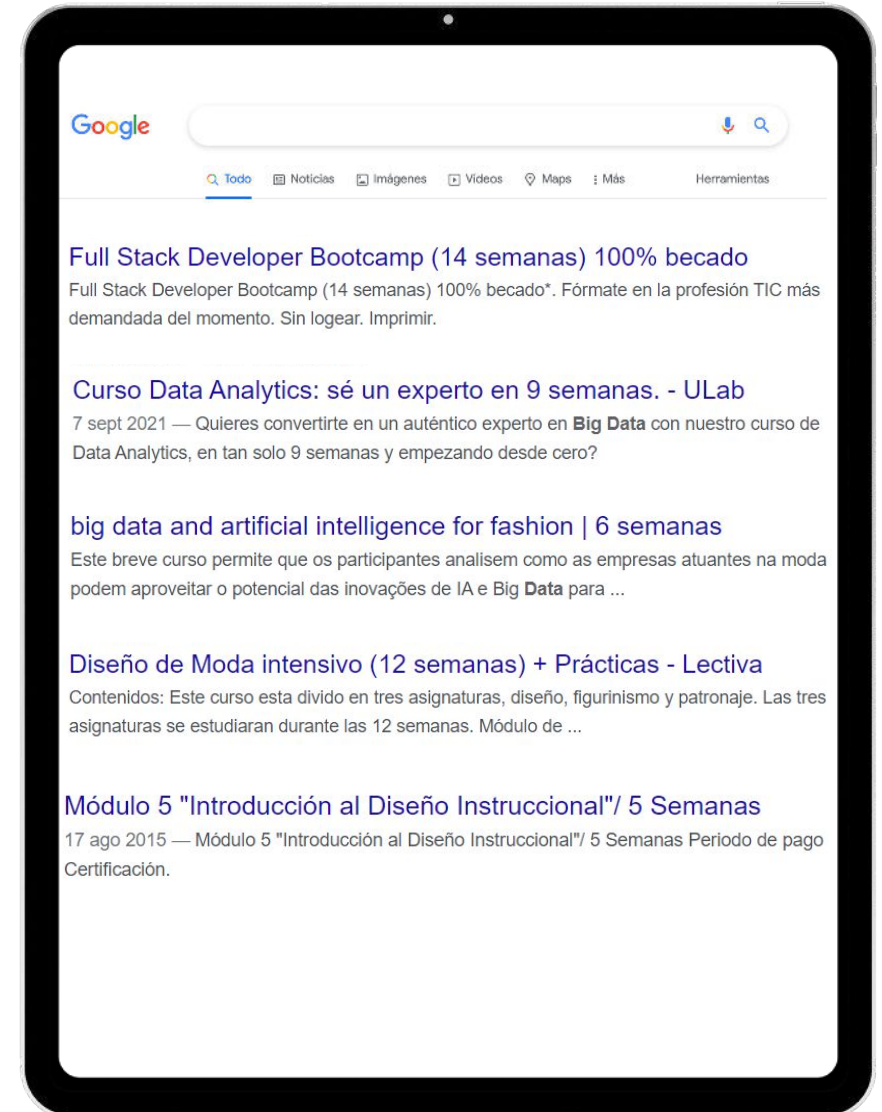 Google
Todo Noticias Imágenes Vídeos Maps Más Herramientas
Full Stack Developer Bootcamp (14 semanas) 100% becado
Full Stack Developer Bootcamp (14 semanas) 100% becado*. Fórmate en la profesión TIC más
demandada del momento. Sin logear. Imprimir.
Curso Data Analytics: sé un experto en 9 semanas. - ULab
7 sept 2021 — Quieres convertirte en un auténtico experto en Big Data con nuestro curso de
Data Analytics, en tan solo 9 semanas y empezando desde cero?
big data and artificial intelligence for fashion | 6 semanas
Este breve curso permite que os participantes analisem como as empresas atuantes na moda
podem aproveitar o potencial das inovações de IA e Big Data para ...
Diseño de Moda intensivo (12 semanas) + Prácticas - Lectiva
Contenidos: Este curso esta divido en tres asignaturas, diseño, figurinismo y patronaje. Las tres
asignaturas se estudiaran durante las 12 semanas. Módulo de ...
Módulo 5 "Introducción al Diseño Instruccional"/ 5 Semanas
17 ago 2015 — Módulo 5 "Introducción al Diseño Instruccional"/ 5 Semanas Periodo de pago
Certificación.